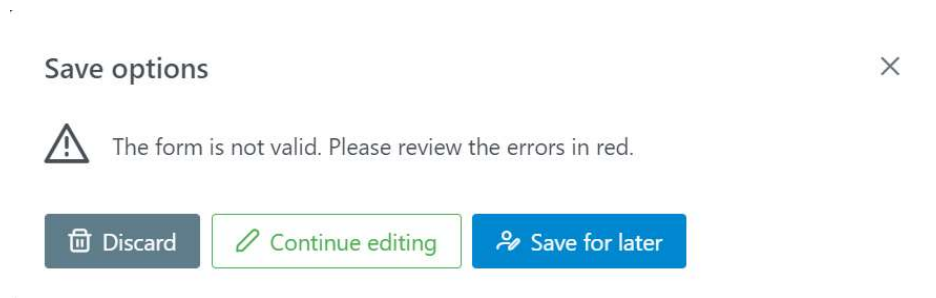 Save options
The form is not valid. Please review the errors in red.
Discard Continue editing Save for later